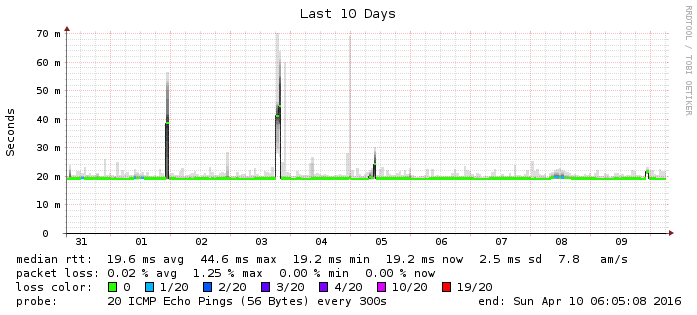 Last 10 Days
RRDTOOL / TOBI OETIKER
Seconds
70 m
60 m
50 m
40 m
30 m
20 m
10 m
0
31 01 02 03 04 05 06 07 08 09
median rtt: 19.6 ms avg 44.6 ms max 19.2 ms min 19.2 ms now 2.5 ms sd 7.8 am/s
packet loss: 0.02 % avg 1.25 % max 0.00 % min 0.00 % now
loss color: 0 1/20 2/20 3/20 4/20 10/20 19/20
probe: 20 ICMP Echo Pings (56 Bytes) every 300s end: Sun Apr 10 06:05:08 2016